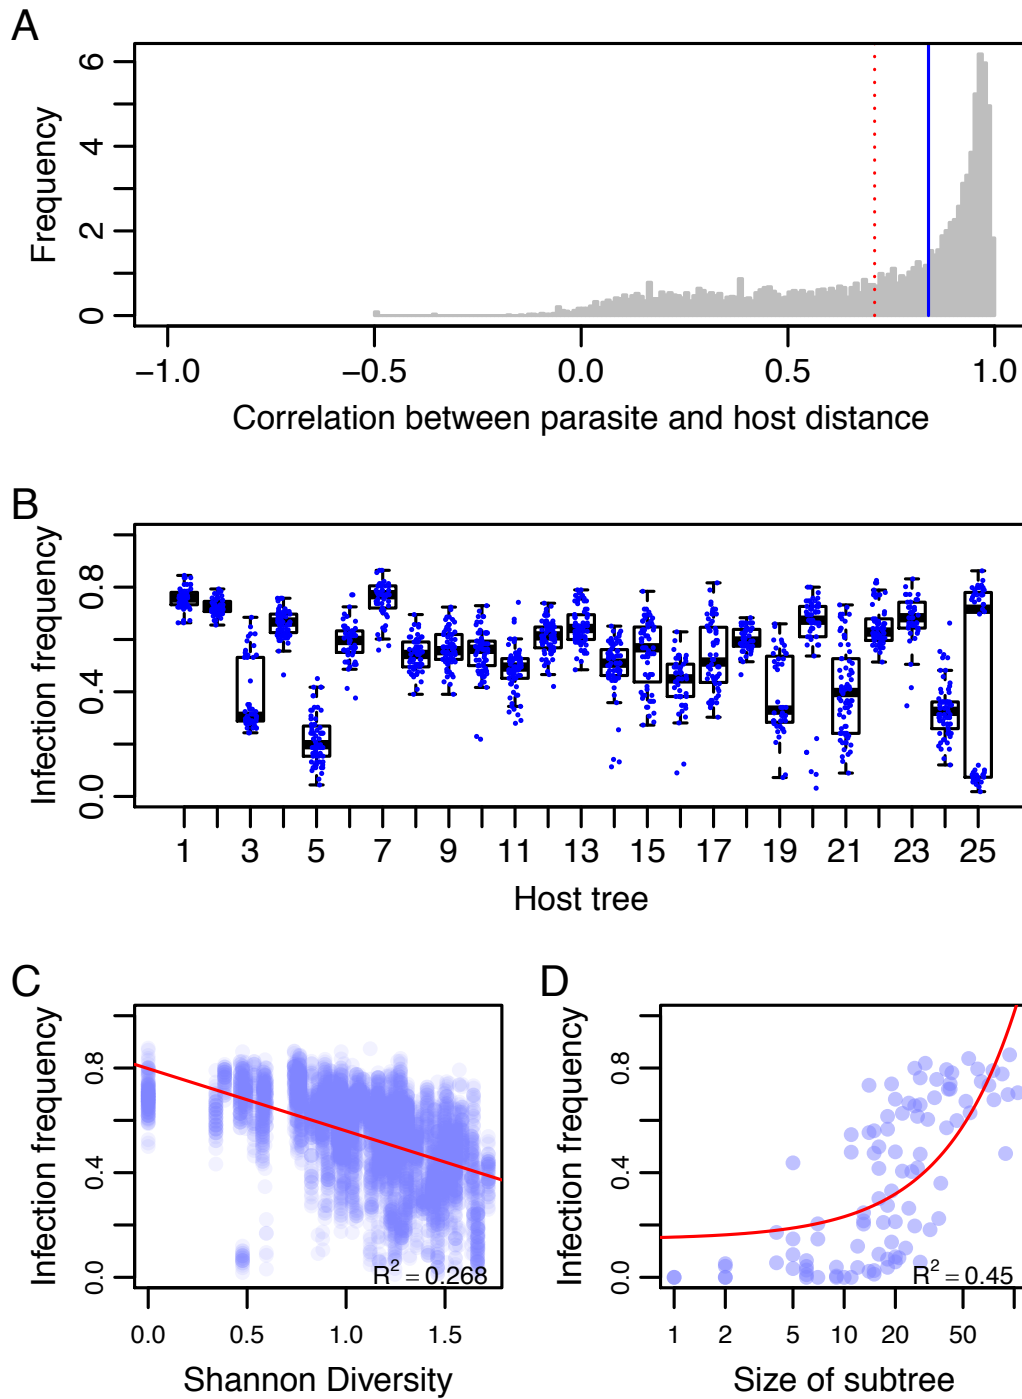 A
Frequency
6
4
2
0
−1.0 −0.5 0.0 0.5 1.0
Correlation between parasite and host distance
B
Infection frequency
0.8
0.4
0.0
1 3 5 7 9 11 13 15 17 19 21 23 25
Host tree
C
Infection frequency
0.8
0.4
0.0
R² = 0.268
0.0 0.5 1.0 1.5
Shannon Diversity
D
Infection frequency
0.8
0.4
0.0
R² = 0.45
1 2 5 10 20 50
Size of subtree